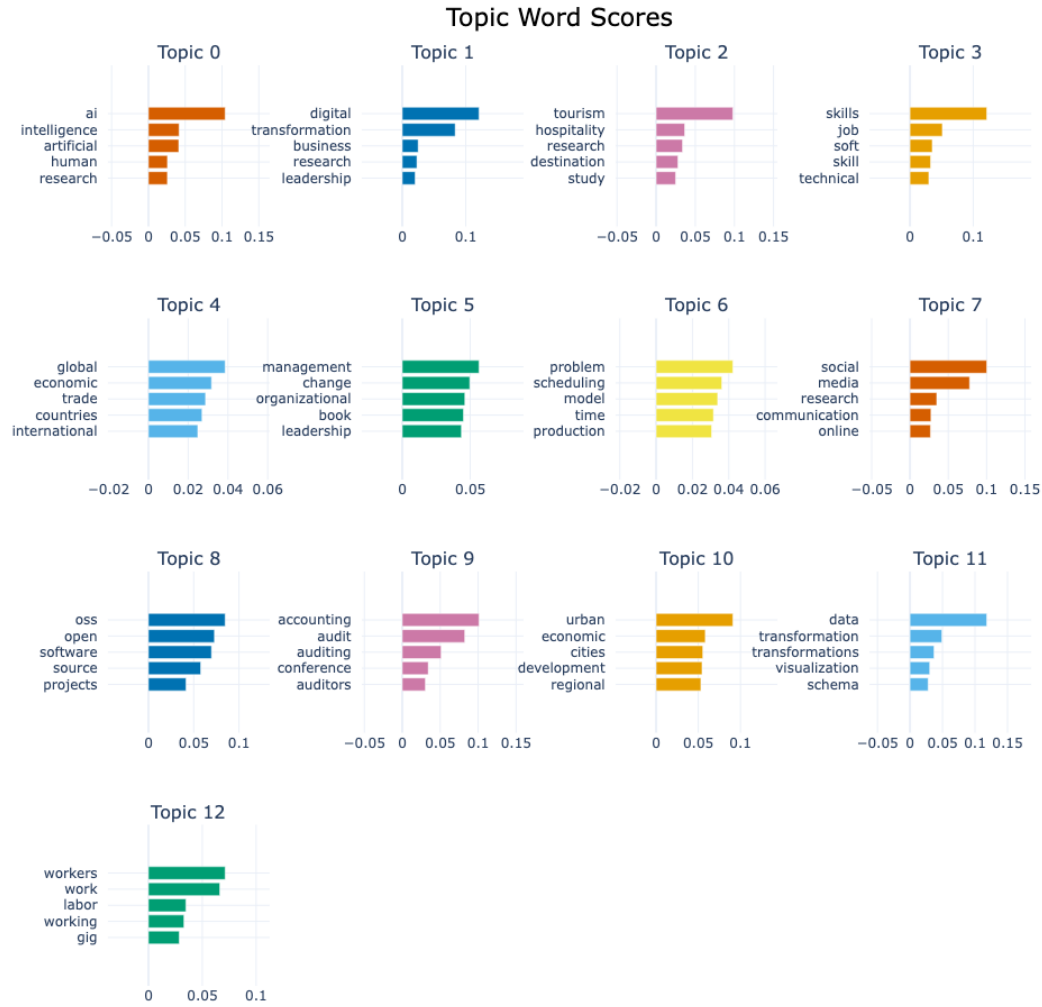 Topic Word Scores
Topic 0
ai
intelligence
artificial
human
research
−0.05 0 0.05 0.1 0.15
Topic 1
digital
transformation
business
research
leadership
0 0.1
Topic 2
tourism
hospitality
research
destination
study
−0.05 0 0.05 0.1 0.15
Topic 3
skills
job
soft
skill
technical
0 0.1
Topic 4
global
economic
trade
countries
international
−0.02 0 0.02 0.04 0.06
Topic 5
management
change
organizational
book
leadership
0 0.05
Topic 6
problem
scheduling
model
time
production
−0.02 0 0.02 0.04 0.06
Topic 7
social
media
research
communication
online
−0.05 0 0.05 0.1 0.15
Topic 8
oss
open
software
source
projects
0 0.05 0.1
Topic 9
accounting
audit
auditing
conference
auditors
−0.05 0 0.05 0.1 0.15
Topic 10
urban
economic
cities
development
regional
0 0.05 0.1
Topic 11
data
transformation
transformations
visualization
schema
−0.05 0 0.05 0.1 0.15
Topic 12
workers
work
labor
working
gig
0 0.05 0.1